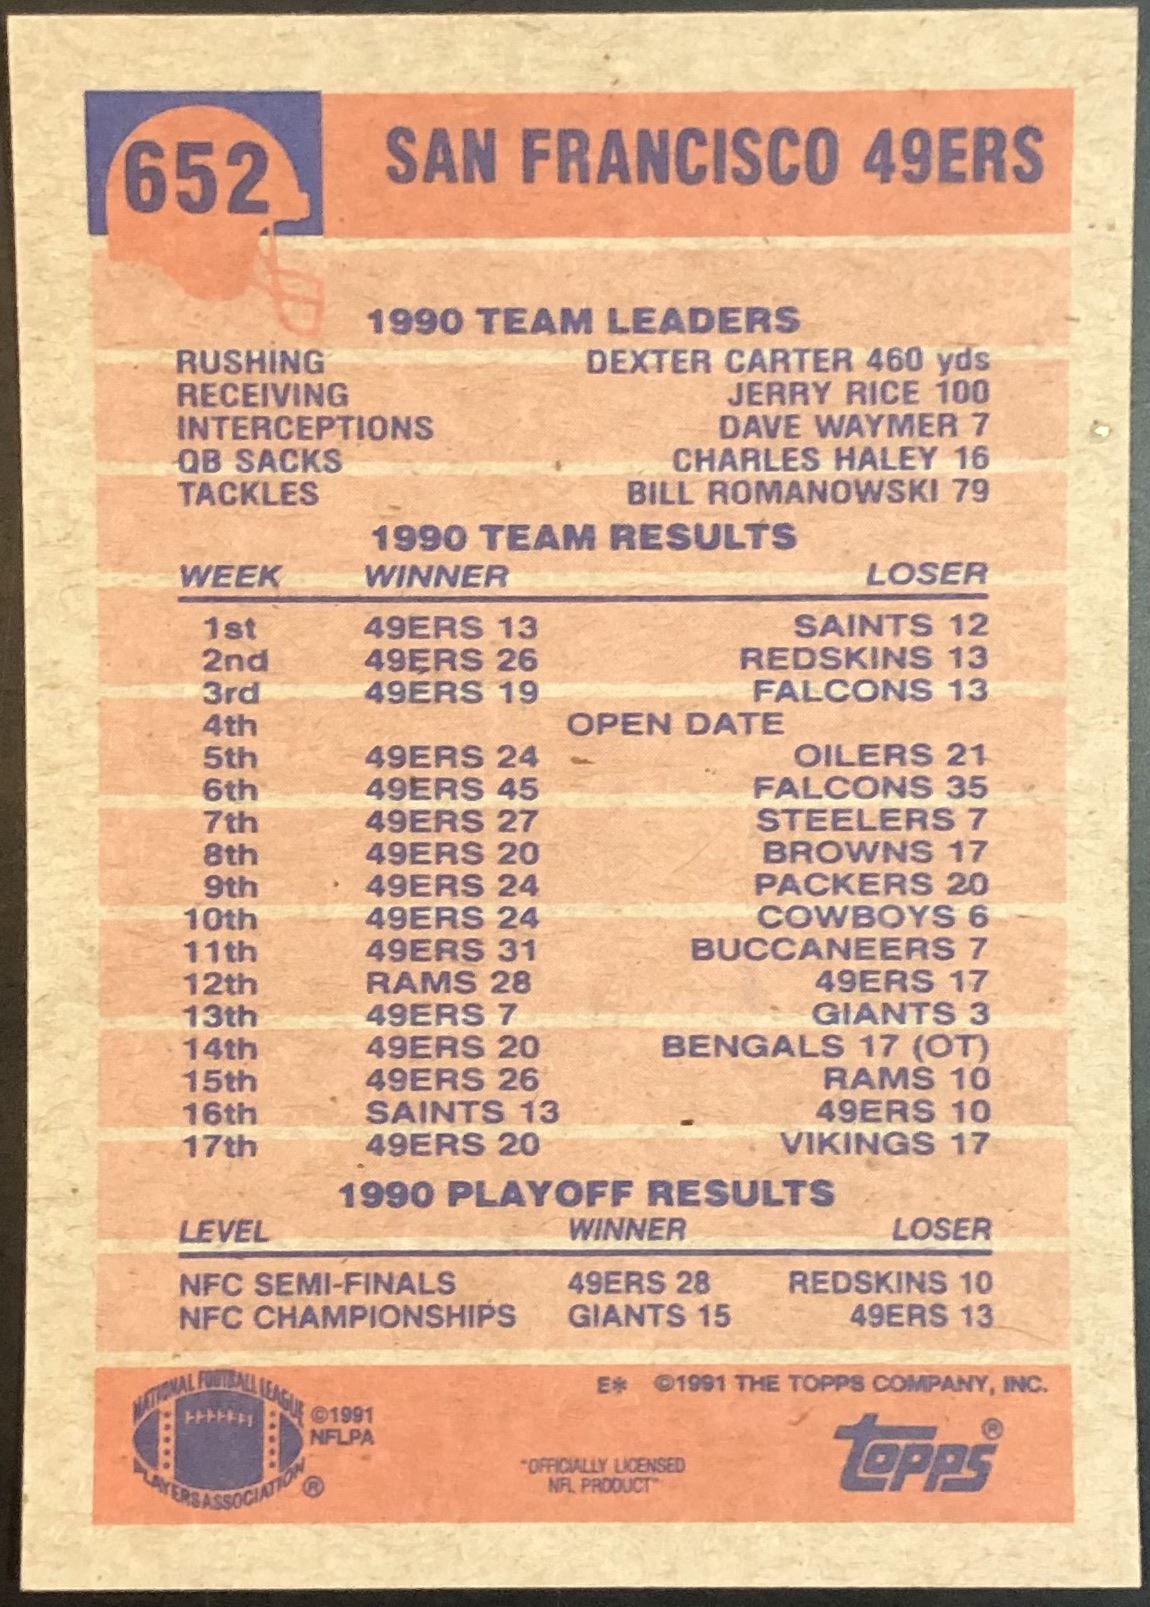 652
SAN FRANCISCO 49ERS
1990 TEAM LEADERS
RUSHING DEXTER CARTER 460 yds
RECEIVING JERRY RICE 100
INTERCEPTIONS DAVE WAYMER 7
QB SACKS CHARLES HALEY 16
TACKLES BILL ROMANOWSKI 79
1990 TEAM RESULTS
WEEK WINNER LOSER
1st 49ERS 13 SAINTS 12
2nd 49ERS 26 REDSKINS 13
3rd 49ERS 19 FALCONS 13
4th OPEN DATE
5th 49ERS 24 OILERS 21
6th 49ERS 45 FALCONS 35
7th 49ERS 27 STEELERS 7
8th 49ERS 20 BROWNS 17
9th 49ERS 24 PACKERS 20
10th 49ERS 24 COWBOYS 6
11th 49ERS 31 BUCCANEERS 7
12th RAMS 28 49ERS 17
13th 49ERS 7 GIANTS 3
14th 49ERS 20 BENGALS 17 (OT)
15th 49ERS 26 RAMS 10
16th SAINTS 13 49ERS 10
17th 49ERS 20 VIKINGS 17
1990 PLAYOFF RESULTS
LEVEL WINNER LOSER
NFC SEMI-FINALS 49ERS 28 REDSKINS 10
NFC CHAMPIONSHIPS GIANTS 15 49ERS 13
E* ©1991 THE TOPPS COMPANY, INC.
NATIONAL FOOTBALL LEAGUE
PLAYERS ASSOCIATION ®
©1991
NFLPA
"OFFICIALLY LICENSED
NFL PRODUCT"
TOPPS®